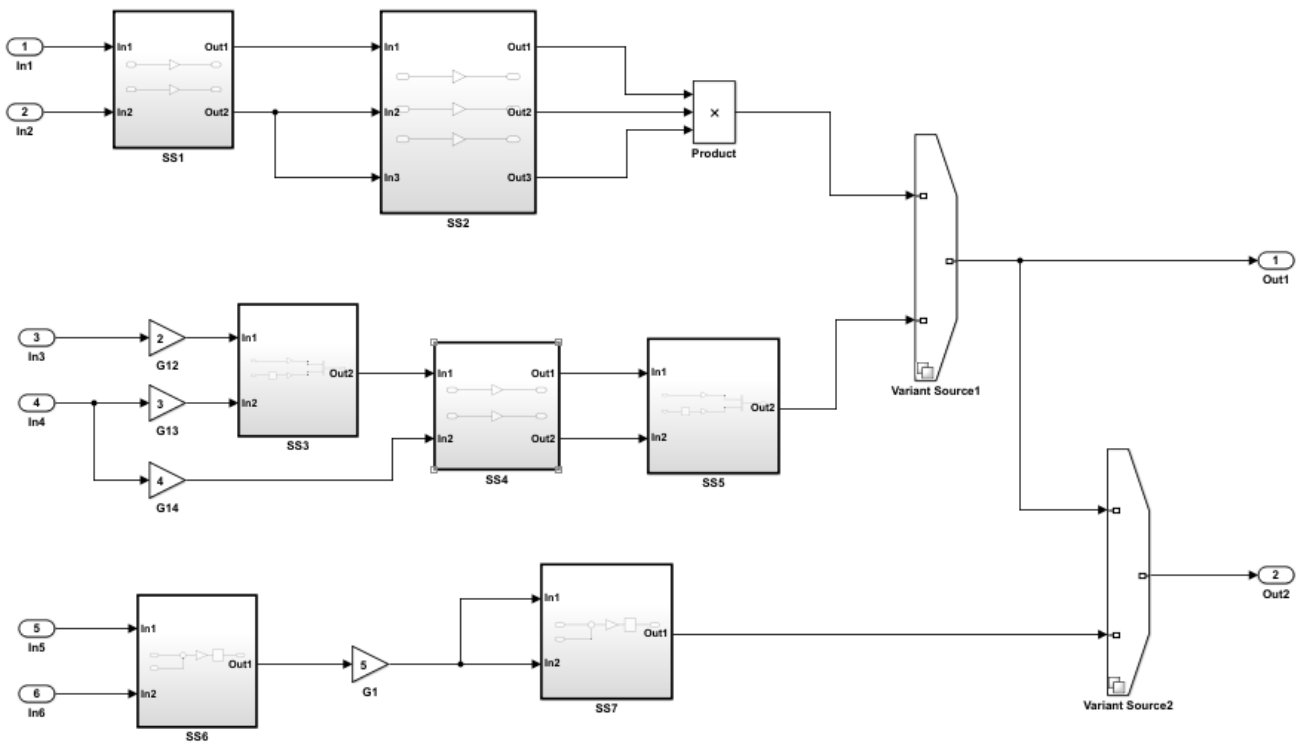 1
In1
2
In2
In1
In2
Out1
Out2
SS1
In1
In2
In3
Out1
Out2
Out3
SS2
×
Product
Variant Source1
1
Out1
3
In3
4
In4
2
G12
3
G13
4
G14
In1
In2
Out2
SS3
In1
In2
Out1
Out2
SS4
In1
In2
Out2
SS5
Variant Source2
2
Out2
5
In5
6
In6
In1
In2
Out1
SS6
5
G1
In1
In2
Out1
SS7